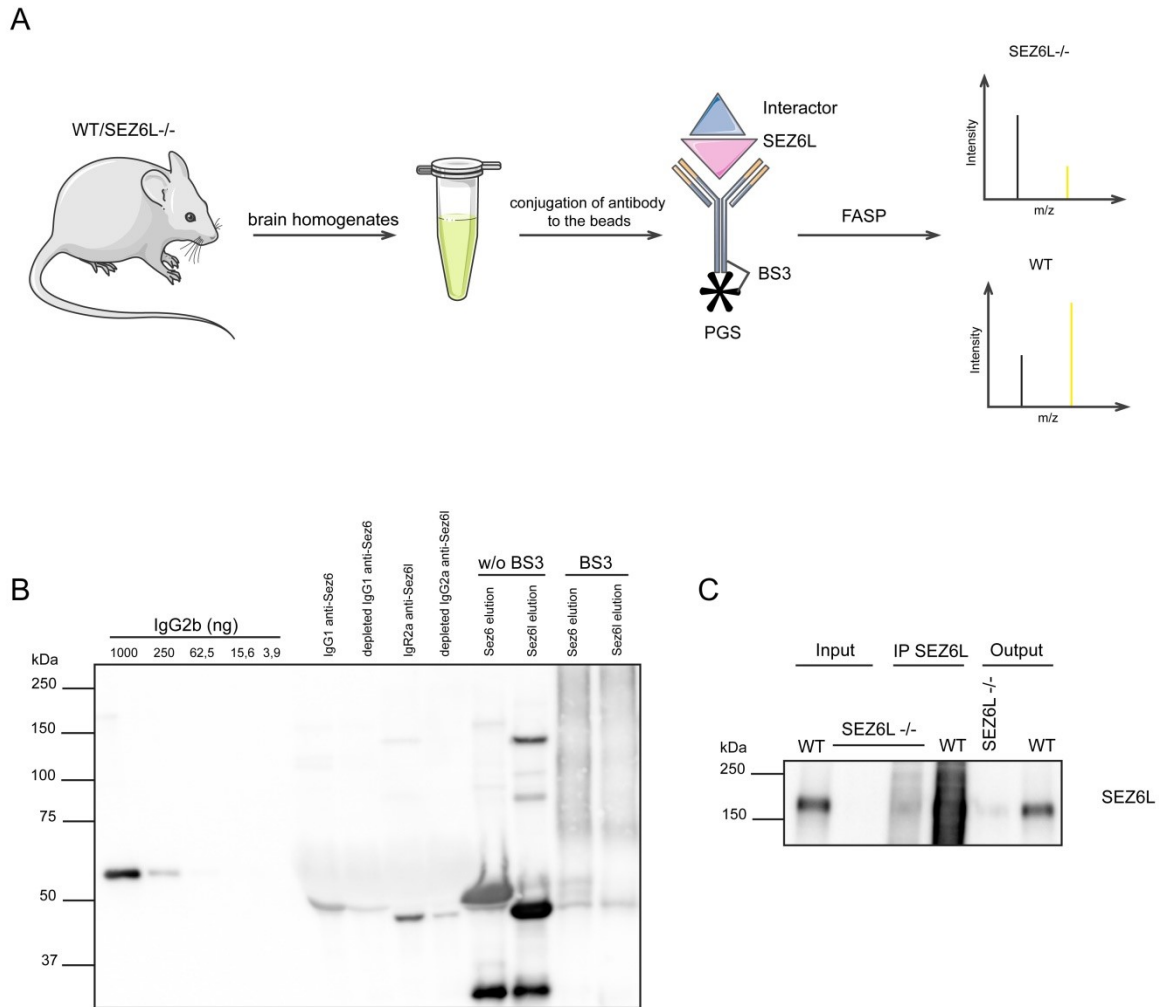 A
WT/SEZ6L-/-
brain homogenates
conjugation of antibody
to the beads
Interactor
SEZ6L
BS3
PGS
FASP
SEZ6L-/-
Intensity
m/z
WT
Intensity
m/z
B
IgG2b (ng)
1000 250 62,5 15,6 3,9
IgG1 anti-Sez6
depleted IgG1 anti-Sez6
IgR2a anti-Sez6l
depleted IgG2a anti-Sez6l
w/o BS3
BS3
Sez6 elution
Sez6l elution
Sez6 elution
Sez6l elution
kDa
250
150
100
75
50
37
C
Input IP SEZ6L Output
WT SEZ6L -/- WT SEZ6L -/- WT
kDa
250
150
SEZ6L